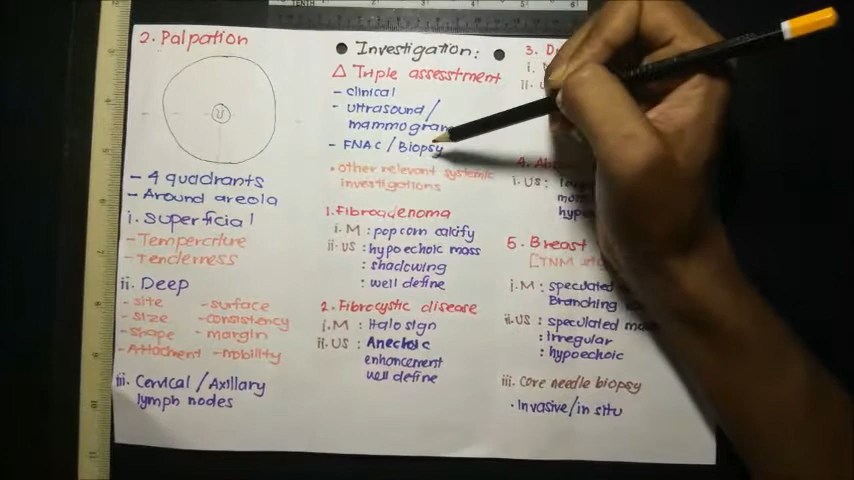 2. Palpation
- 4 quadrants
- Around areola
i. Superficial
- Temperature
- Tenderness
ii. Deep
- site - surface
- size - consistency
- shape - margin
- Attachment - mobility
iii. Cervical / Axillary
lymph nodes
Investigation:
△ Triple assesstment
- clinical
- ultrasound /
mammogram
- FNAC / Biopsy
• other relevant systemic
investigations
1. Fibroadenoma
i. M : popcorn calcify
ii. US : hypoechoic mass
: shadowing
: well define
2. Fibrocystic disease
i. M : Halo sign
ii. US : Anechoic
enhancement
well define
3.
i.
ii.
4.
i. US :
hypo
5. Breast
[TNM
i. M : speculated
Branching
ii. US : speculated
: Irregular
: hypoechoic
iii. Core needle biopsy
• Invasive/in situ